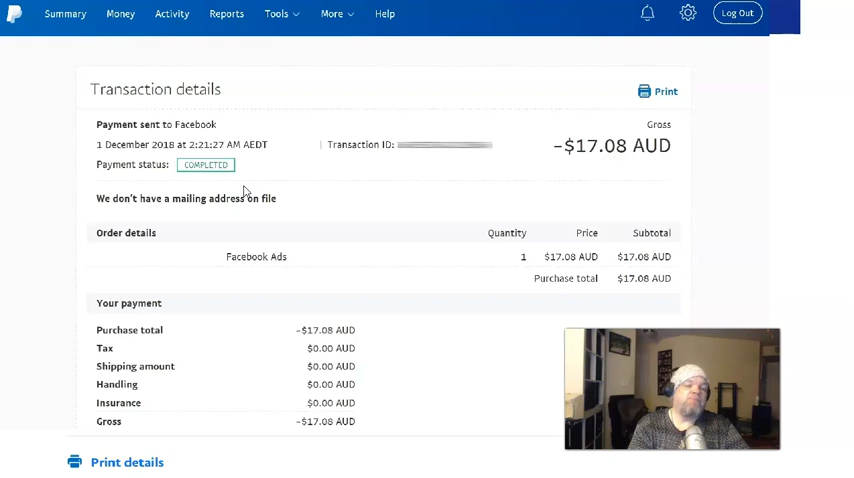 Summary Money Activity Reports Tools More Help Log Out
Transaction details
Print
Payment sent to Facebook
Gross
1 December 2018 at 2:21:27 AM AEDT | Transaction ID:
-$17.08 AUD
Payment status: COMPLETED
We don't have a mailing address on file
Order details Quantity Price Subtotal
Facebook Ads 1 $17.08 AUD $17.08 AUD
Purchase total $17.08 AUD
Your payment
Purchase total -$17.08 AUD
Tax $0.00 AUD
Shipping amount $0.00 AUD
Handling $0.00 AUD
Insurance $0.00 AUD
Gross -$17.08 AUD
Print details